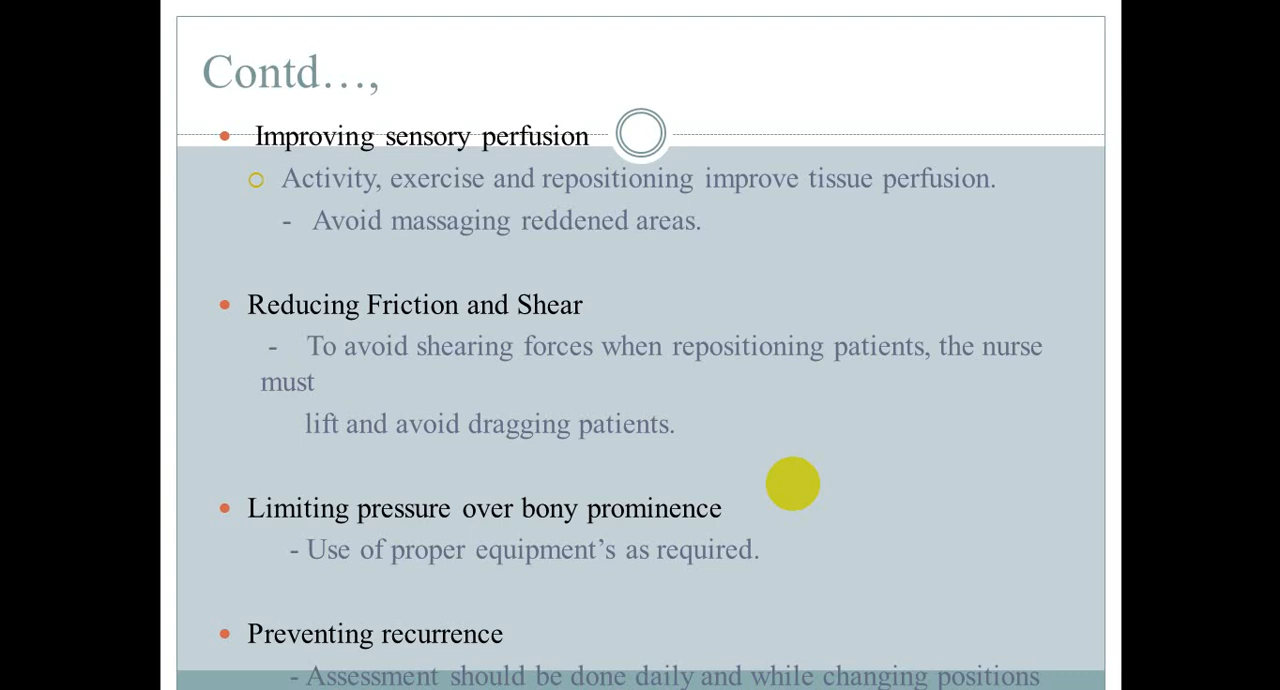 Contd…,
• Improving sensory perfusion
○ Activity, exercise and repositioning improve tissue perfusion.
- Avoid massaging reddened areas.
• Reducing Friction and Shear
- To avoid shearing forces when repositioning patients, the nurse
must
lift and avoid dragging patients.
• Limiting pressure over bony prominence
- Use of proper equipment’s as required.
• Preventing recurrence
- Assessment should be done daily and while changing positions